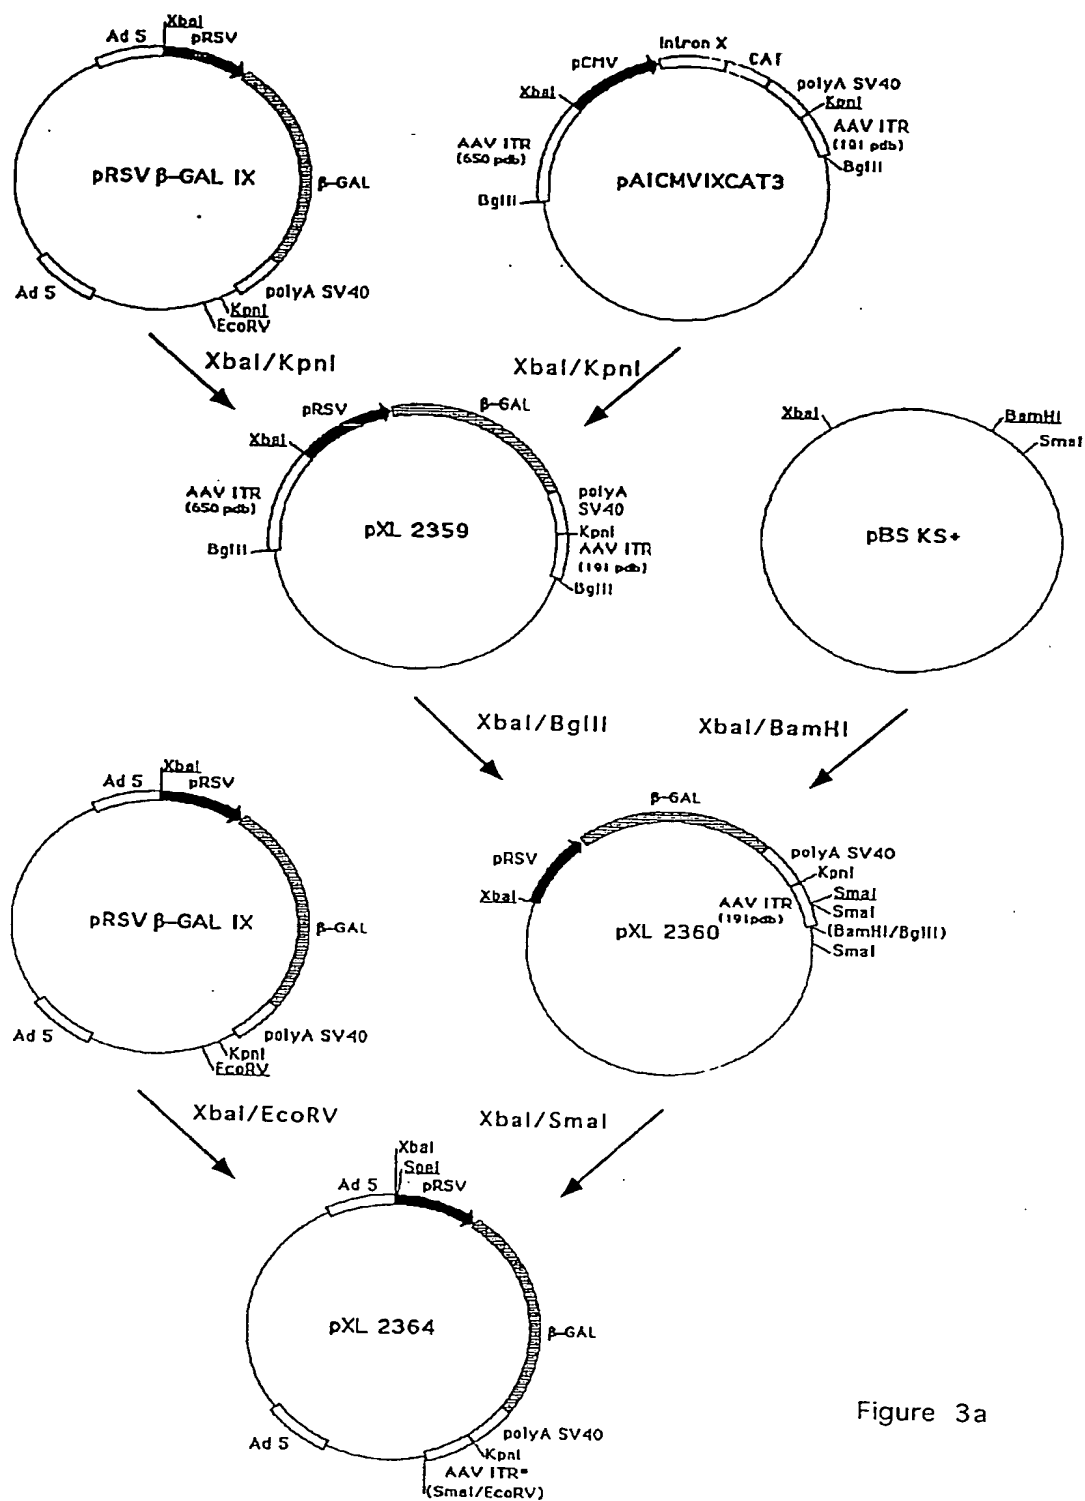 XbaI
Ad 5
pRSV
pRSV β-GAL IX
β-GAL
Ad 5
polyA SV40
KpnI
EcoRV
Intron X
pCMV
CAT
polyA SV40
XbaI
KpnI
AAV ITR
(650 pdb)
AAV ITR
(191 pdb)
BglII
pAICMVIXCAT3
BglII
XbaI/KpnI
XbaI/KpnI
pRSV
β-GAL
XbaI
AAV ITR
(650 pdb)
polyA
SV40
pXL 2359
KpnI
AAV ITR
(191 pdb)
BglII
BglII
XbaI
BamHI
SmaI
pBS KS+
XbaI/BglII
XbaI/BamHI
XbaI
Ad 5
pRSV
pRSV β-GAL IX
β-GAL
Ad 5
polyA SV40
KpnI
EcoRV
β-GAL
pRSV
polyA SV40
KpnI
XbaI
AAV ITR
(191pdb)
SmaI
SmaI
(BamHI/BglII)
pXL 2360
SmaI
XbaI/EcoRV
XbaI/SmaI
XbaI
SpeI
Ad 5
pRSV
pXL 2364
β-GAL
Ad 5
polyA SV40
KpnI
AAV ITR*
(SmaI/EcoRV)
Figure 3a